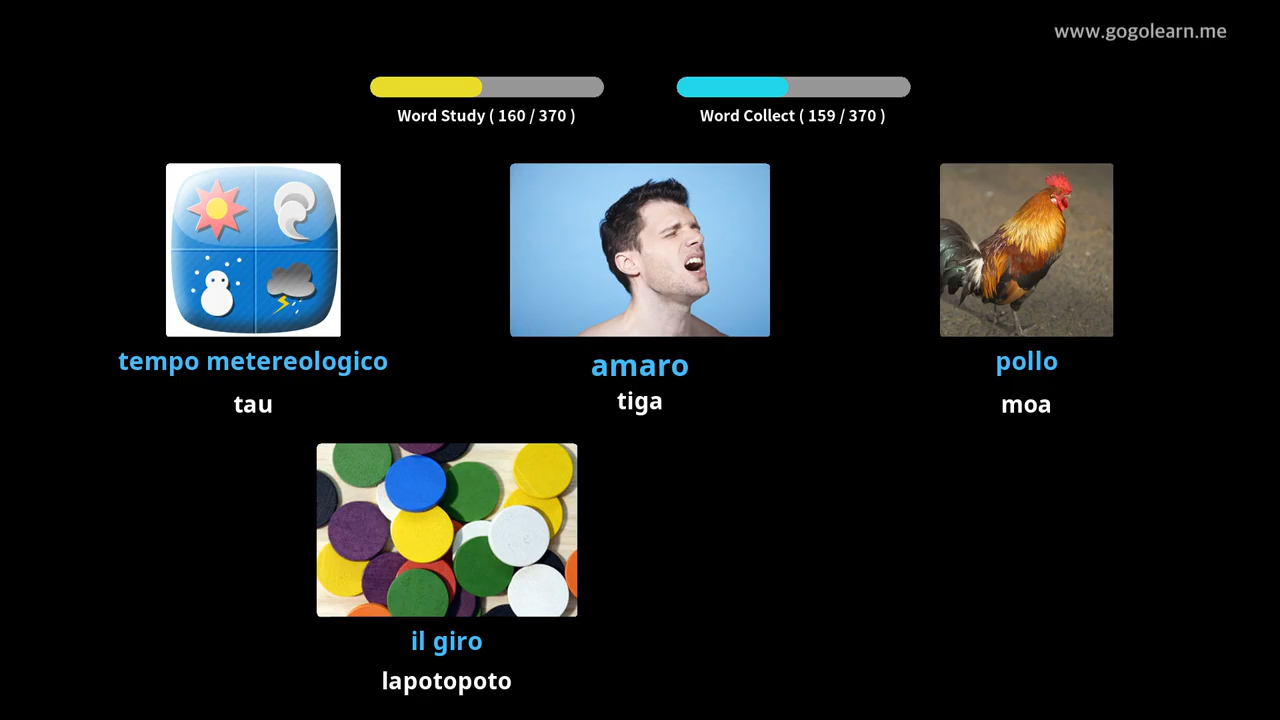 www.gogolearn.me
Word Study ( 160 / 370 )
Word Collect ( 159 / 370 )
tempo metereologico
tau
amaro
tiga
pollo
moa
il giro
lapotopoto